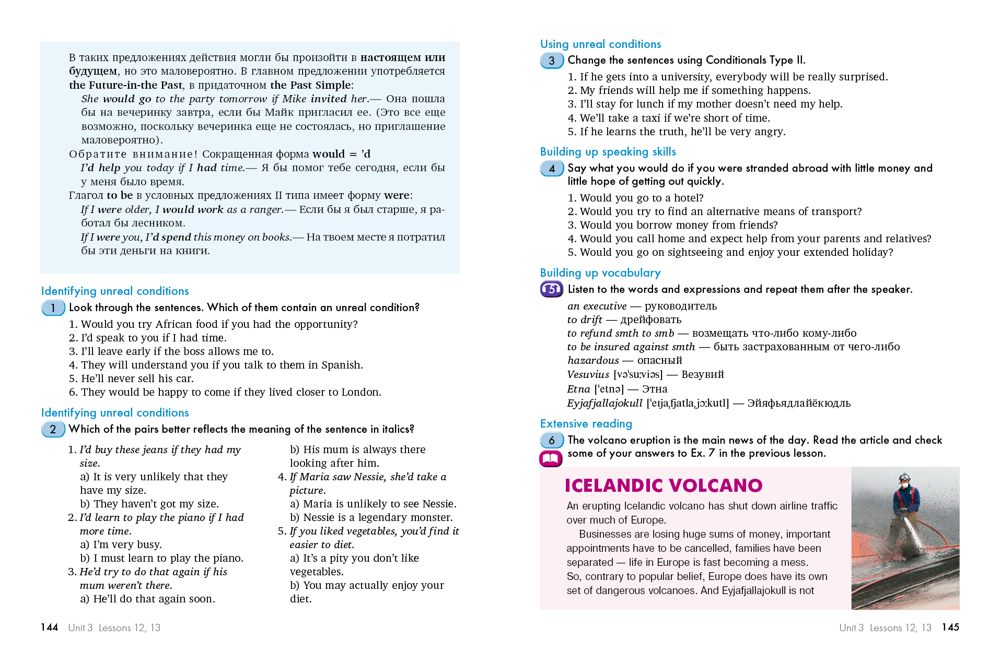 В таких предложениях действия могли бы произойти в настоящем или
будущем, но это маловероятно. В главном предложении употребляется
the Future-in-the Past, в придаточном the Past Simple:
She would go to the party tomorrow if Mike invited her.— Она пошла
бы на вечеринку завтра, если бы Майк пригласил ее. (Это все еще
возможно, поскольку вечеринка еще не состоялась, но приглашение
маловероятно).
Обратите внимание! Сокращенная форма would = ’d
I’d help you today if I had time.— Я бы помог тебе сегодня, если бы
у меня было время.
Глагол to be в условных предложениях II типа имеет форму were:
If I were older, I would work as a ranger.— Если бы я был старше, я ра-
ботал бы лесником.
If I were you, I’d spend this money on books.— На твоем месте я потратил
бы эти деньги на книги.
Identifying unreal conditions
1 Look through the sentences. Which of them contain an unreal condition?
1. Would you try African food if you had the opportunity?
2. I’d speak to you if I had time.
3. I’ll leave early if the boss allows me to.
4. They will understand you if you talk to them in Spanish.
5. He’ll never sell his car.
6. They would be happy to come if they lived closer to London.
Identifying unreal conditions
2 Which of the pairs better reflects the meaning of the sentence in italics?
1. I’d buy these jeans if they had my
size.
a) It is very unlikely that they
have my size.
b) They haven’t got my size.
2. I’d learn to play the piano if I had
more time.
a) I’m very busy.
b) I must learn to play the piano.
3. He’d try to do that again if his
mum weren’t there.
a) He’ll do that again soon.
b) His mum is always there
looking after him.
4. If Maria saw Nessie, she’d take a
picture.
a) Maria is unlikely to see Nessie.
b) Nessie is a legendary monster.
5. If you liked vegetables, you’d find it
easier to diet.
a) It’s a pity you don’t like
vegetables.
b) You may actually enjoy your
diet.
144 Unit 3 Lessons 12, 13
Using unreal conditions
3 Change the sentences using Conditionals Type II.
1. If he gets into a university, everybody will be really surprised.
2. My friends will help me if something happens.
3. I’ll stay for lunch if my mother doesn’t need my help.
4. We’ll take a taxi if we’re short of time.
5. If he learns the truth, he’ll be very angry.
Building up speaking skills
4 Say what you would do if you were stranded abroad with little money and
little hope of getting out quickly.
1. Would you go to a hotel?
2. Would you try to find an alternative means of transport?
3. Would you borrow money from friends?
4. Would you call home and expect help from your parents and relatives?
5. Would you go on sightseeing and enjoy your extended holiday?
Building up vocabulary
5 Listen to the words and expressions and repeat them after the speaker.
an executive — руководитель
to drift — дрейфовать
to refund smth to smb — возмещать что-либо кому-либо
to be insured against smth — быть застрахованным от чего-либо
hazardous — опасный
Vesuvius [vəˈsuːviəs] — Везувий
Etna [ˈetnə] — Этна
Eyjafjallajokull [ˈeɪjaˌfjatlaˌjɔːkutl] — Эйяфьядлайёкюдль
Extensive reading
6 The volcano eruption is the main news of the day. Read the article and check
some of your answers to Ex. 7 in the previous lesson.
ICELANDIC VOLCANO
An erupting Icelandic volcano has shut down airline traffic
over much of Europe.
Businesses are losing huge sums of money, important
appointments have to be cancelled, families have been
separated — life in Europe is fast becoming a mess.
So, contrary to popular belief, Europe does have its own
set of dangerous volcanoes. And Eyjafjallajokull is not
Unit 3 Lessons 12, 13 145